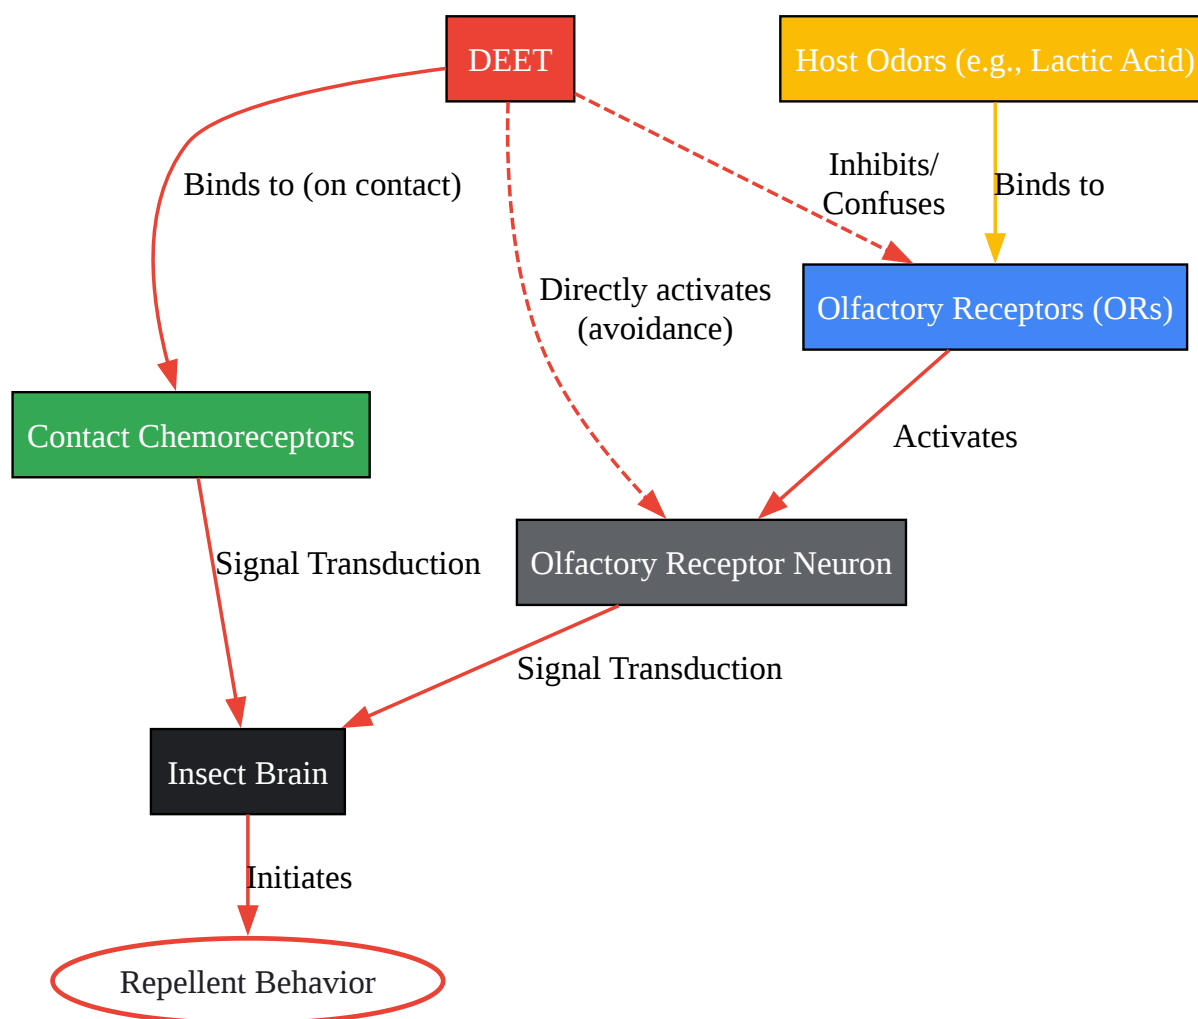 DEET
Host Odors (e.g., Lactic Acid)
Binds to (on contact)
Inhibits/
Confuses
Binds to
Directly activates
(avoidance)
Olfactory Receptors (ORs)
Contact Chemoreceptors
Activates
Signal Transduction
Olfactory Receptor Neuron
Signal Transduction
Insect Brain
Initiates
Repellent Behavior